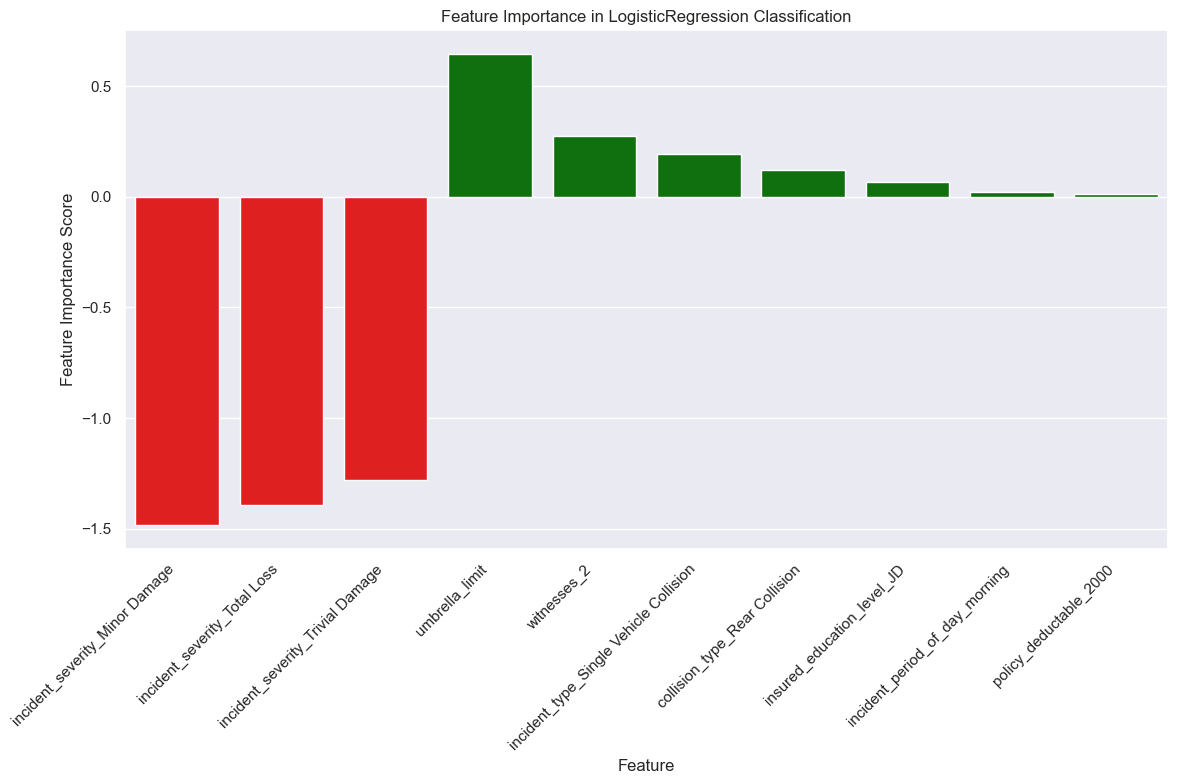 Feature Importance in LogisticRegression Classification
Feature Importance Score
0.5
0.0
−0.5
−1.0
−1.5
incident_severity_Minor Damage
incident_severity_Total Loss
incident_severity_Trivial Damage
umbrella_limit
witnesses_2
incident_type_Single Vehicle Collision
collision_type_Rear Collision
insured_education_level_JD
incident_period_of_day_morning
policy_deductable_2000
Feature